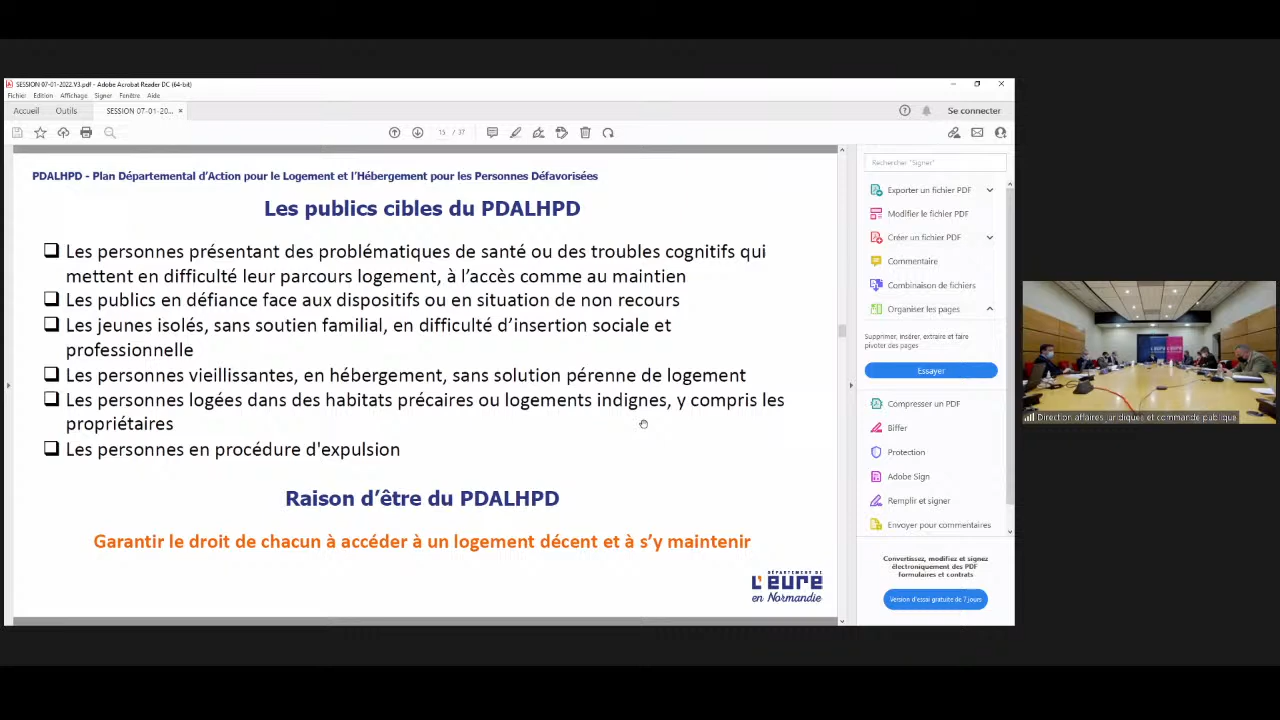 SESSION 07-01-2022.V3.pdf - Adobe Acrobat Reader DC (64-bit)
Fichier Edition Affichage Signer Fenêtre Aide
Accueil Outils SESSION 07-01-20... × Se connecter
15 / 37
PDALHPD - Plan Départemental d'Action pour le Logement et l'Hébergement pour les Personnes Défavorisées
Les publics cibles du PDALHPD
Les personnes présentant des problématiques de santé ou des troubles cognitifs qui
mettent en difficulté leur parcours logement, à l'accès comme au maintien
Les publics en défiance face aux dispositifs ou en situation de non recours
Les jeunes isolés, sans soutien familial, en difficulté d'insertion sociale et
professionnelle
Les personnes vieillissantes, en hébergement, sans solution pérenne de logement
Les personnes logées dans des habitats précaires ou logements indignes, y compris les
propriétaires
Les personnes en procédure d'expulsion
Raison d'être du PDALHPD
Garantir le droit de chacun à accéder à un logement décent et à s'y maintenir
DÉPARTEMENT DE
L'EURE
en Normandie
Rechercher "Signer"
Exporter un fichier PDF
Modifier le fichier PDF
Créer un fichier PDF
Commentaire
Combinaison de fichiers
Organiser les pages
Supprimer, insérer, extraire et faire
pivoter des pages
Essayer
Compresser un PDF
Biffer
Protection
Adobe Sign
Remplir et signer
Envoyer pour commentaires
Convertissez, modifiez et signez
électroniquement des PDF
formulaires et contrats
Version d'essai gratuite de 7 jours
Direction affaires juridiques et commande publique